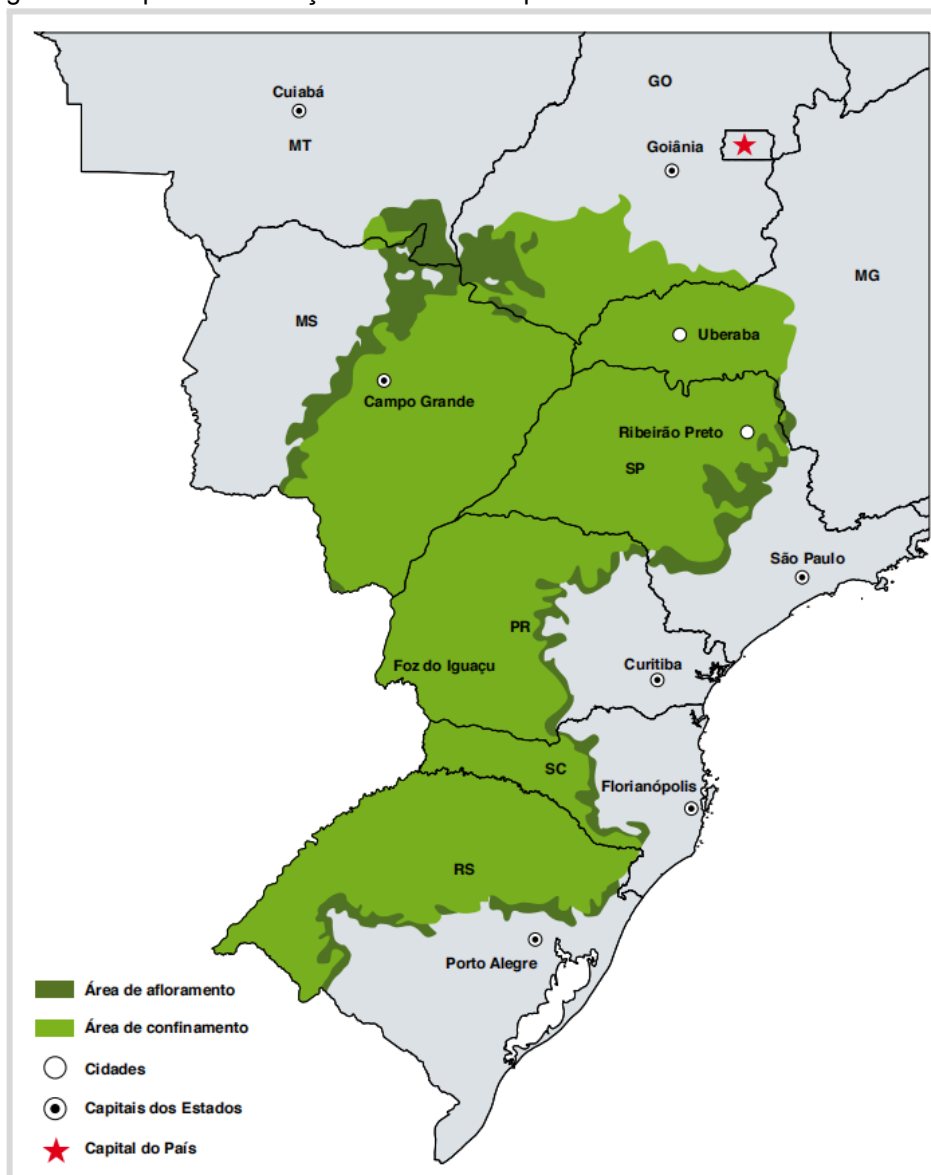 Cuiabá
MT
GO
Goiânia
MG
MS
Uberaba
Campo Grande
Ribeirão Preto
SP
São Paulo
PR
Foz do Iguaçu
Curitiba
SC
Florianópolis
RS
Porto Alegre
Área de afloramento
Área de confinamento
Cidades
Capitais dos Estados
Capital do País